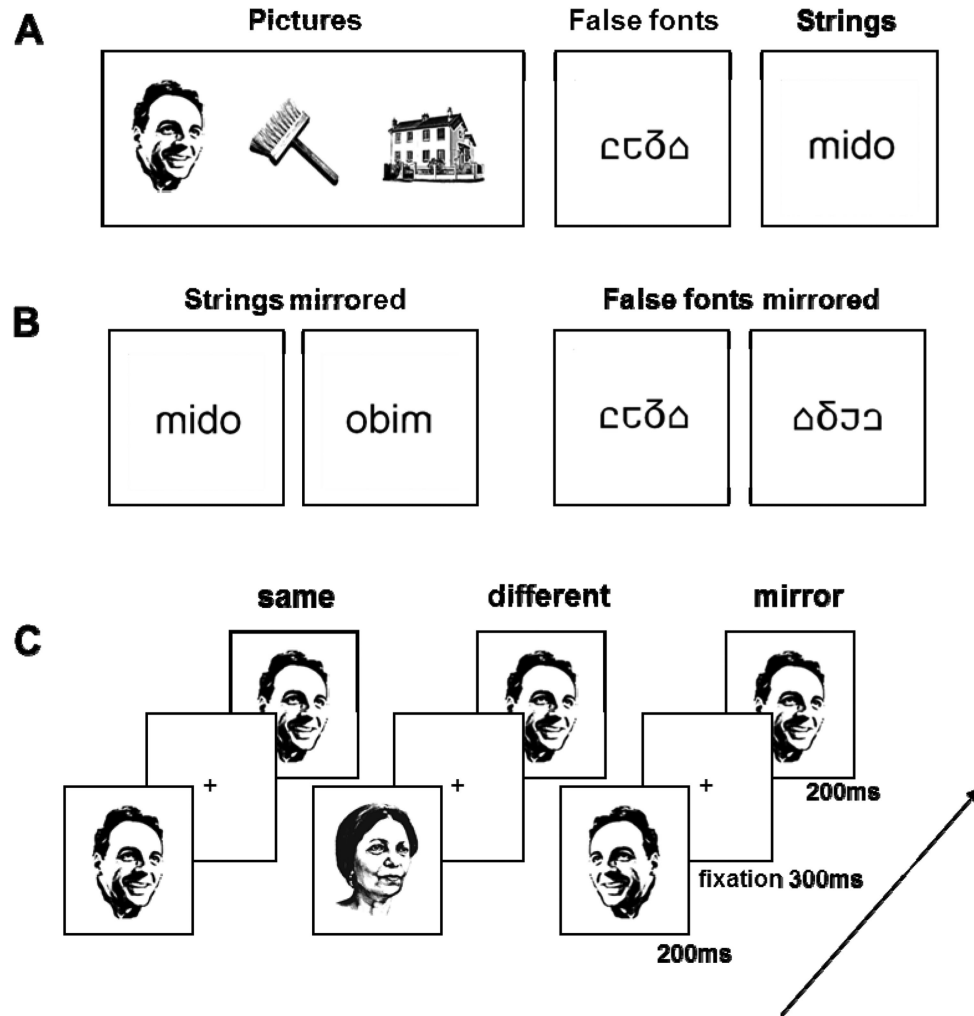 A
Pictures False fonts Strings
mido
B
Strings mirrored False fonts mirrored
mido obim
C
same different mirror
+ + +
200ms
fixation 300ms
200ms